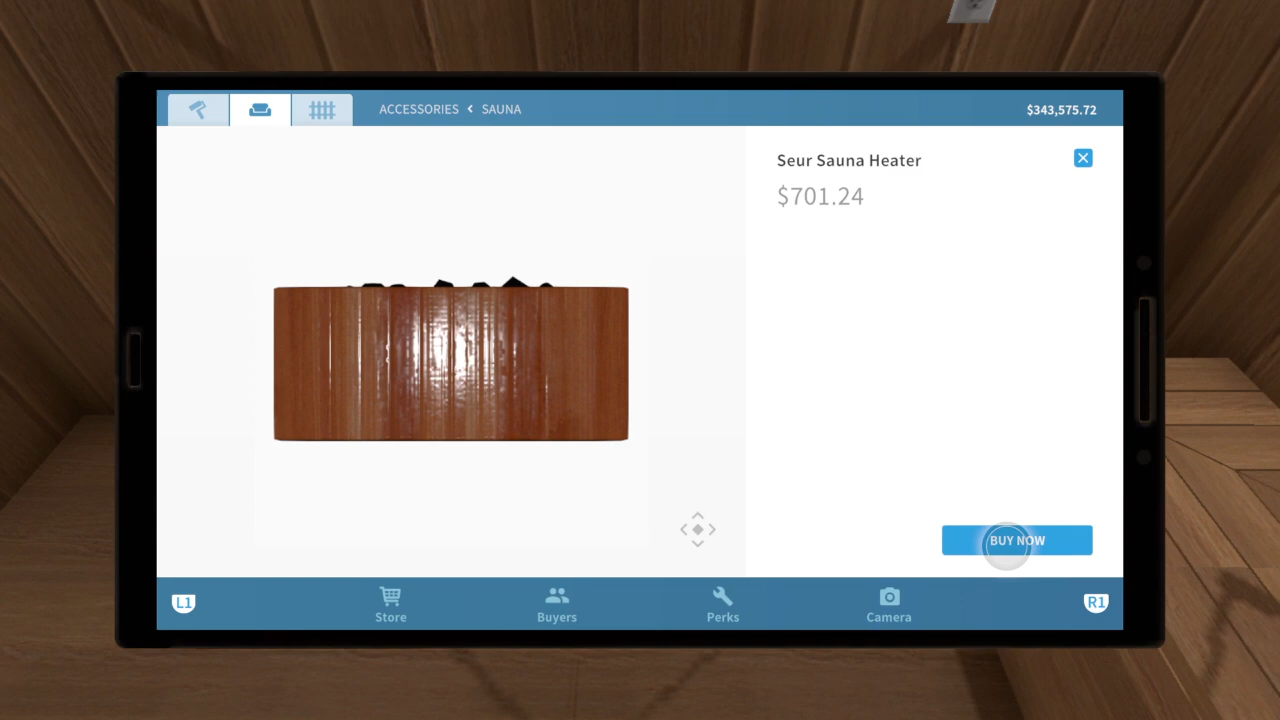 ACCESSORIES < SAUNA
$343,575.72
Seur Sauna Heater
$701.24
BUY NOW
L1
Store
Buyers
Perks
Camera
R1